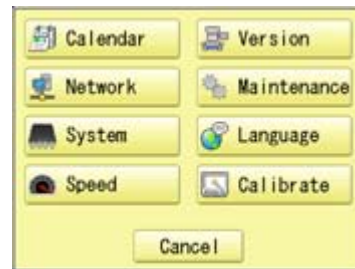 Calendar
Version
Network
Maintenance
System
Language
Speed
Calibrate
Cancel